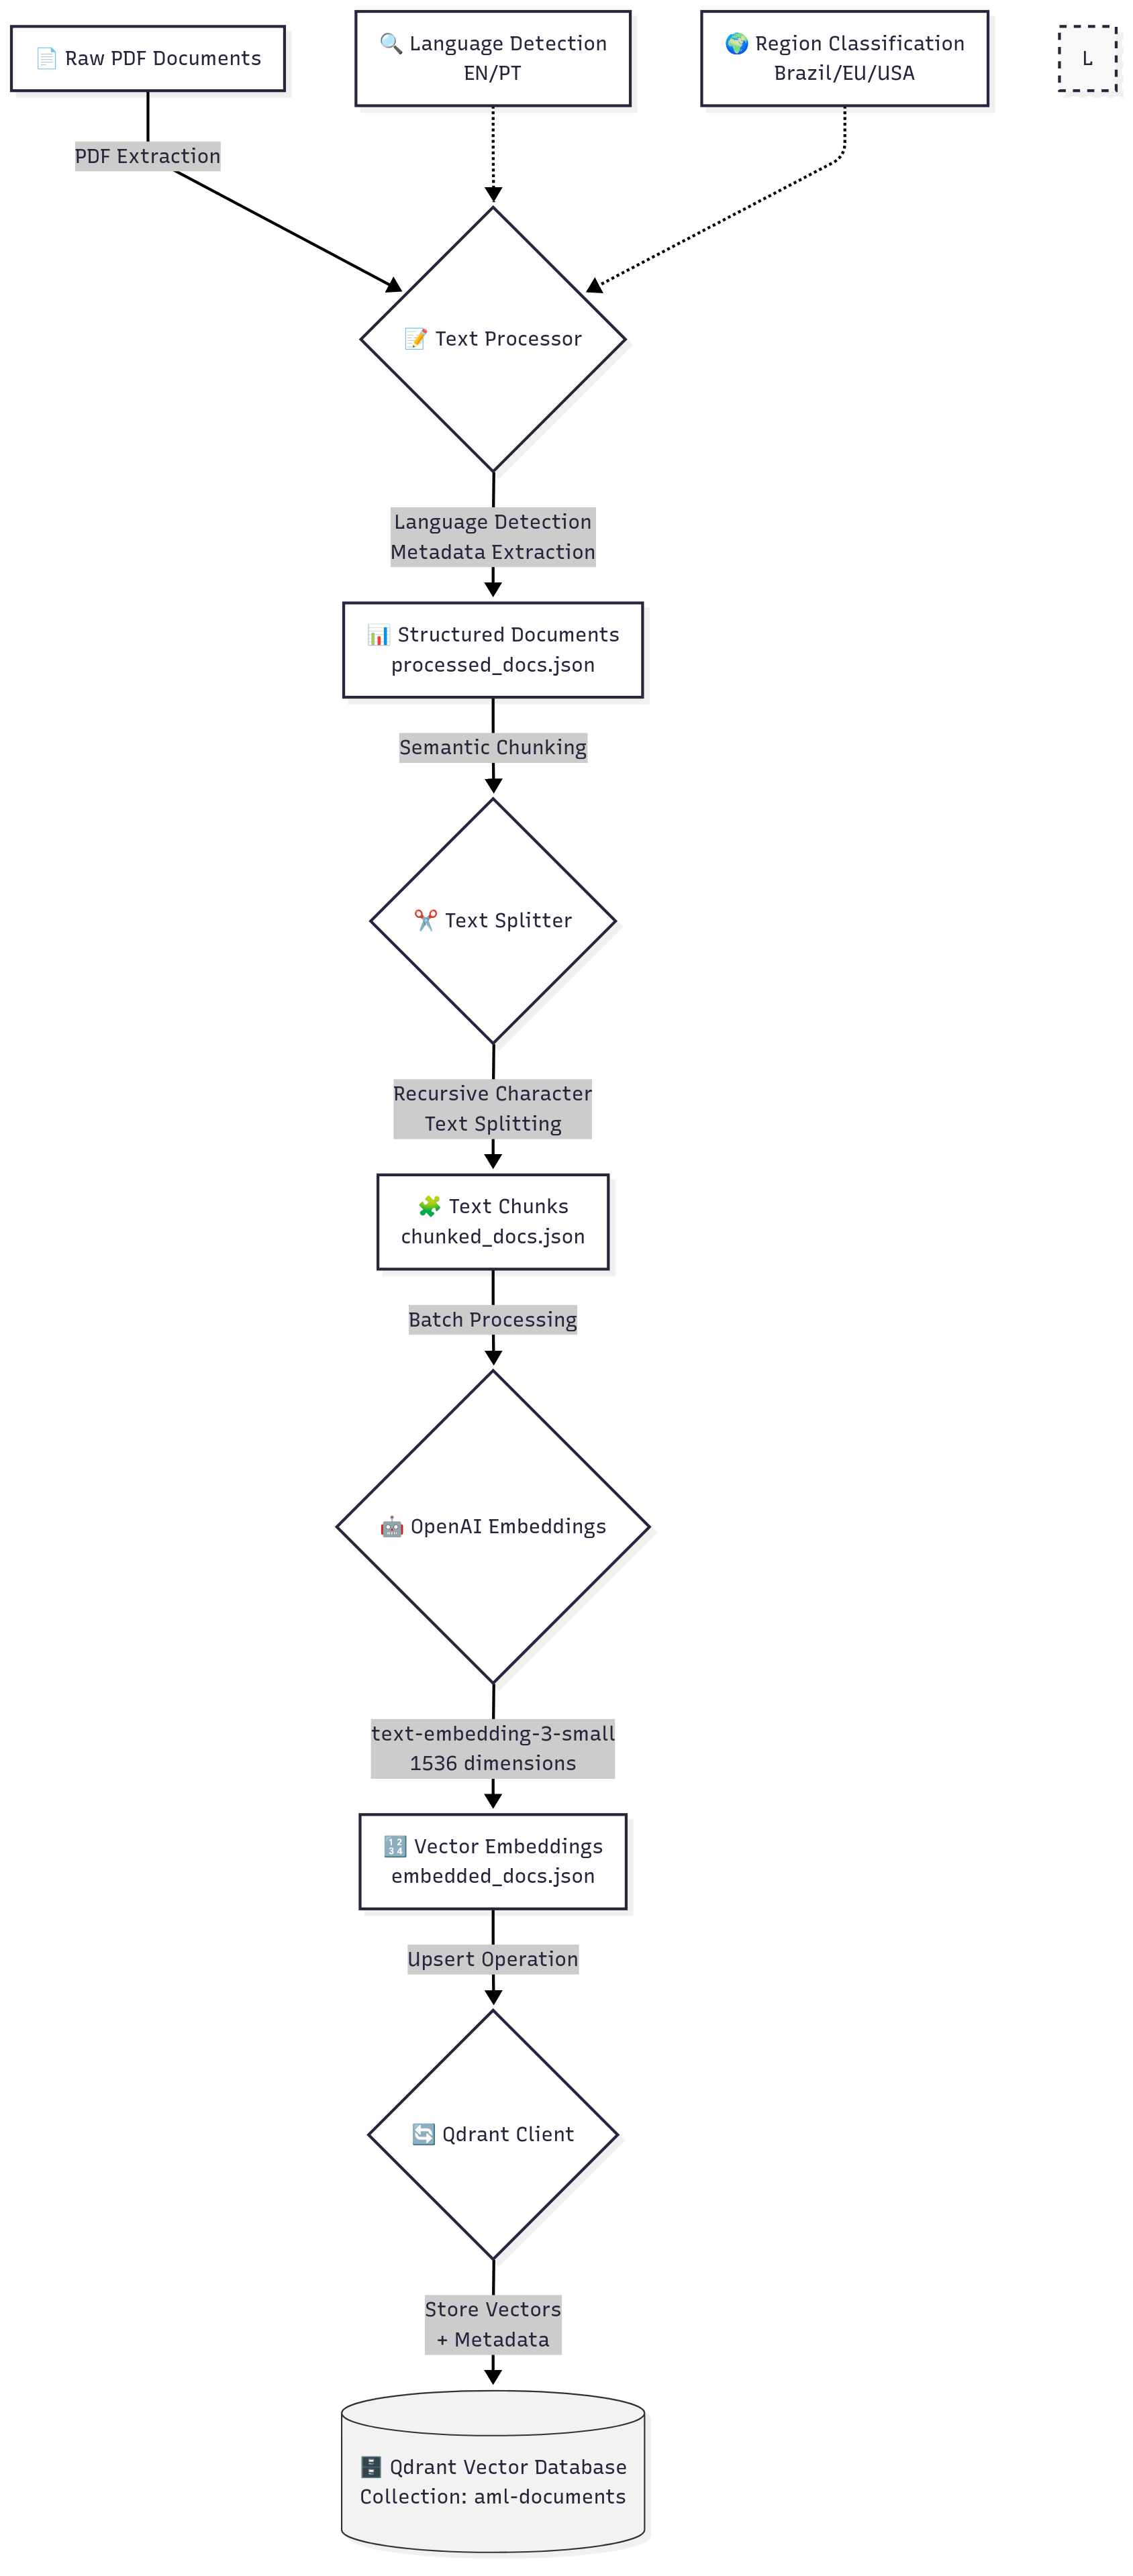 📄 Raw PDF Documents
🔍 Language Detection
EN/PT
🌍 Region Classification
Brazil/EU/USA
L
PDF Extraction
📝 Text Processor
Language Detection
Metadata Extraction
📊 Structured Documents
processed_docs.json
Semantic Chunking
✂️ Text Splitter
Recursive Character
Text Splitting
🧩 Text Chunks
chunked_docs.json
Batch Processing
🤖 OpenAI Embeddings
text-embedding-3-small
1536 dimensions
🔢 Vector Embeddings
embedded_docs.json
Upsert Operation
🔄 Qdrant Client
Store Vectors
+ Metadata
🗄️ Qdrant Vector Database
Collection: aml-documents